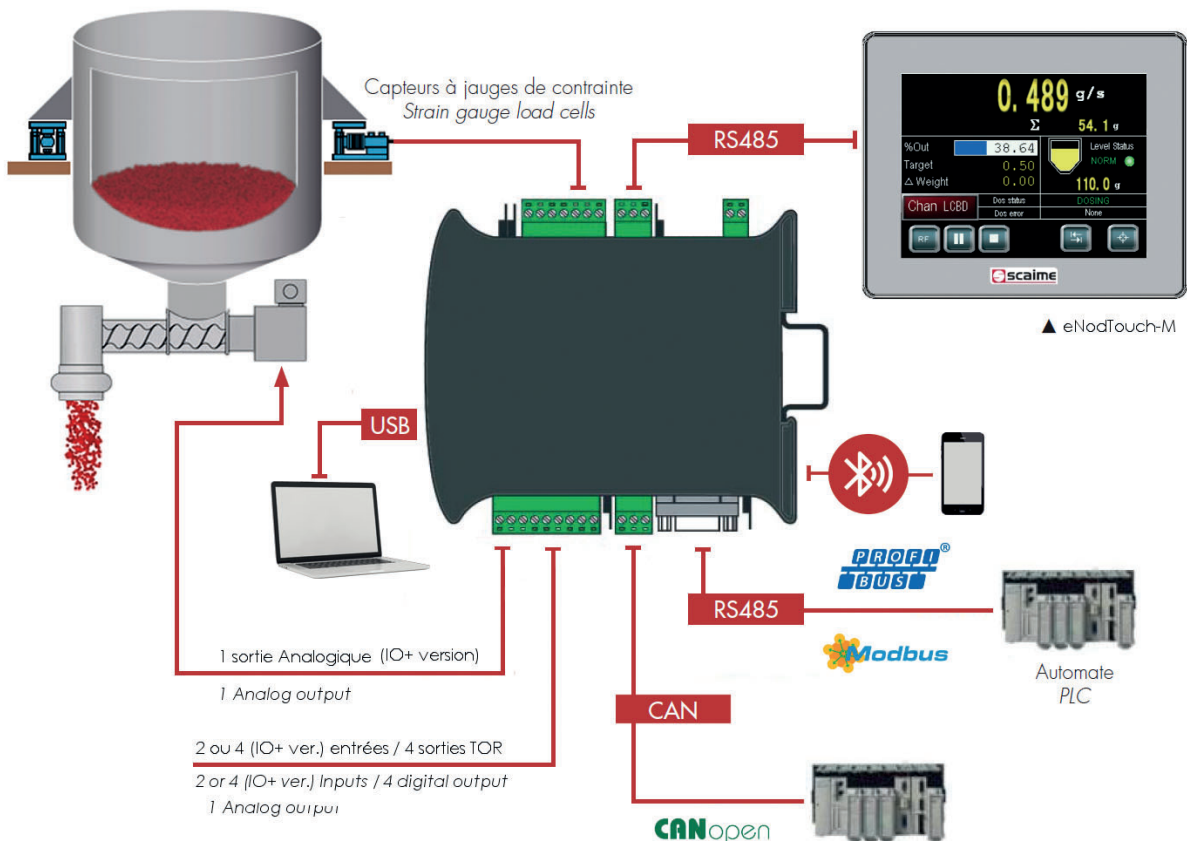 Capteurs à jauges de contrainte
Strain gauge load cells
RS485
0.489 g/s
Σ 54.1 g
%Out 38.64
Target 0.50
△ Weight 0.00
Level Status
NORM
110.0 g
Chan LCBD
Dos status DOSING
Dos error None
RF
scaime
▲ eNodTouch-M
USB
PROFI
BUS®
RS485
Modbus
Automate
PLC
1 sortie Analogique (IO+ version)
1 Analog output
CAN
2 ou 4 (IO+ ver.) entrées / 4 sorties TOR
2 or 4 (IO+ ver.) Inputs / 4 digital output
1 Analog output
CANopen